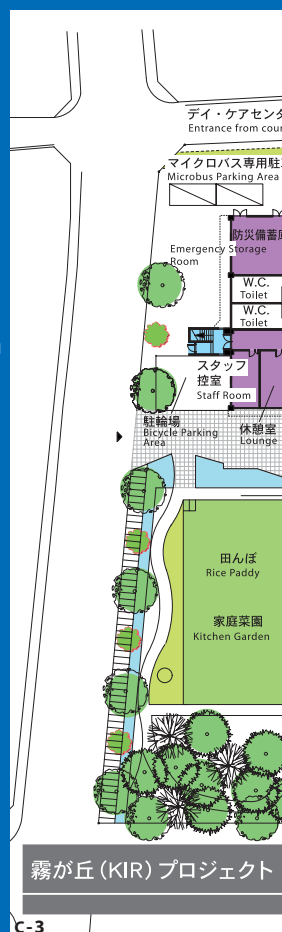 デイ・ケアセンタ
Entrance from cour
マイクロバス専用駐
Microbus Parking Area
防災備蓄庫
Emergency Storage
Room
W.C.
Toilet
W.C.
Toilet
スタッフ
控室
Staff Room
駐輪場
Bicycle Parking
Area
休憩室
Lounge
田んぼ
Rice Paddy
家庭菜園
Kitchen Garden
霧が丘(KIR)プロジェクト
C-3